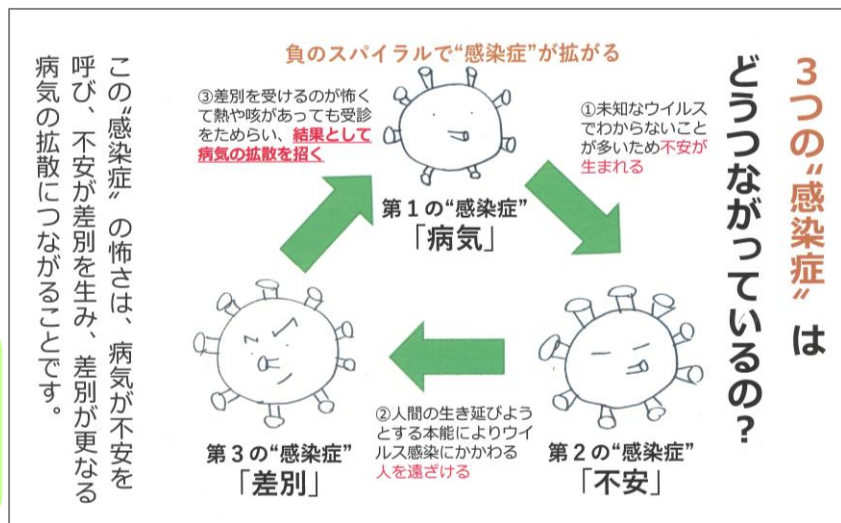 3つの“感染症”は
どうつながっているの？
負のスパイラルで“感染症”が拡がる
①未知なウイルス
でわからないこと
が多いため不安が
生まれる
第1の“感染症”
「病気」
②人間の生き延びよう
とする本能によりウイ
ルス感染にかかわる
人を遠ざける
第2の“感染症”
「不安」
③差別を受けるのが怖く
て熱や咳があっても受診
をためらい、結果として
病気の拡散を招く
第3の“感染症”
「差別」
この“感染症”の怖さは、病気が不安を
呼び、不安が差別を生み、差別が更なる
病気の拡散につながることです。